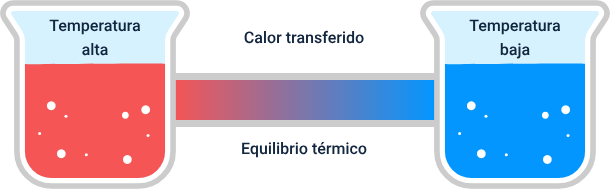 Temperatura
alta
Calor transferido
Temperatura
baja
Equilibrio térmico